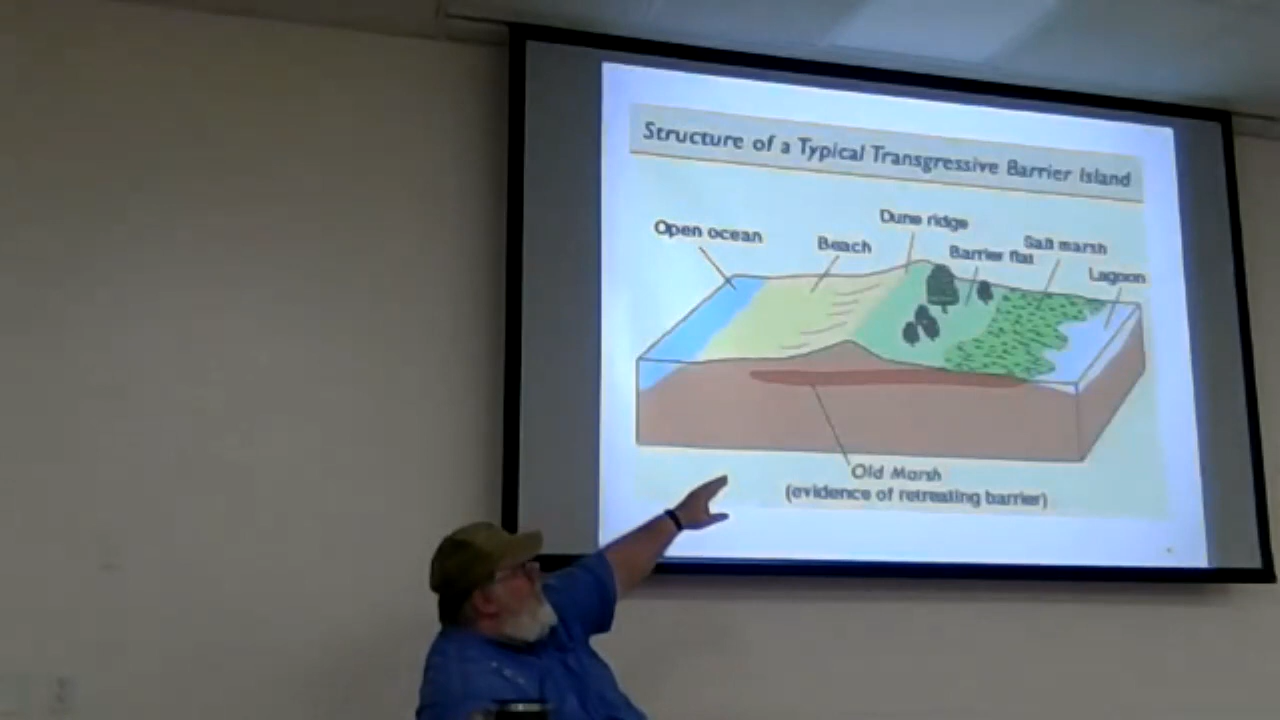 Structure of a Typical Transgressive Barrier Island
Dune ridge
Open ocean
Beach
Barrier flat
Salt marsh
Lagoon
Old Marsh
(evidence of retreating barrier)